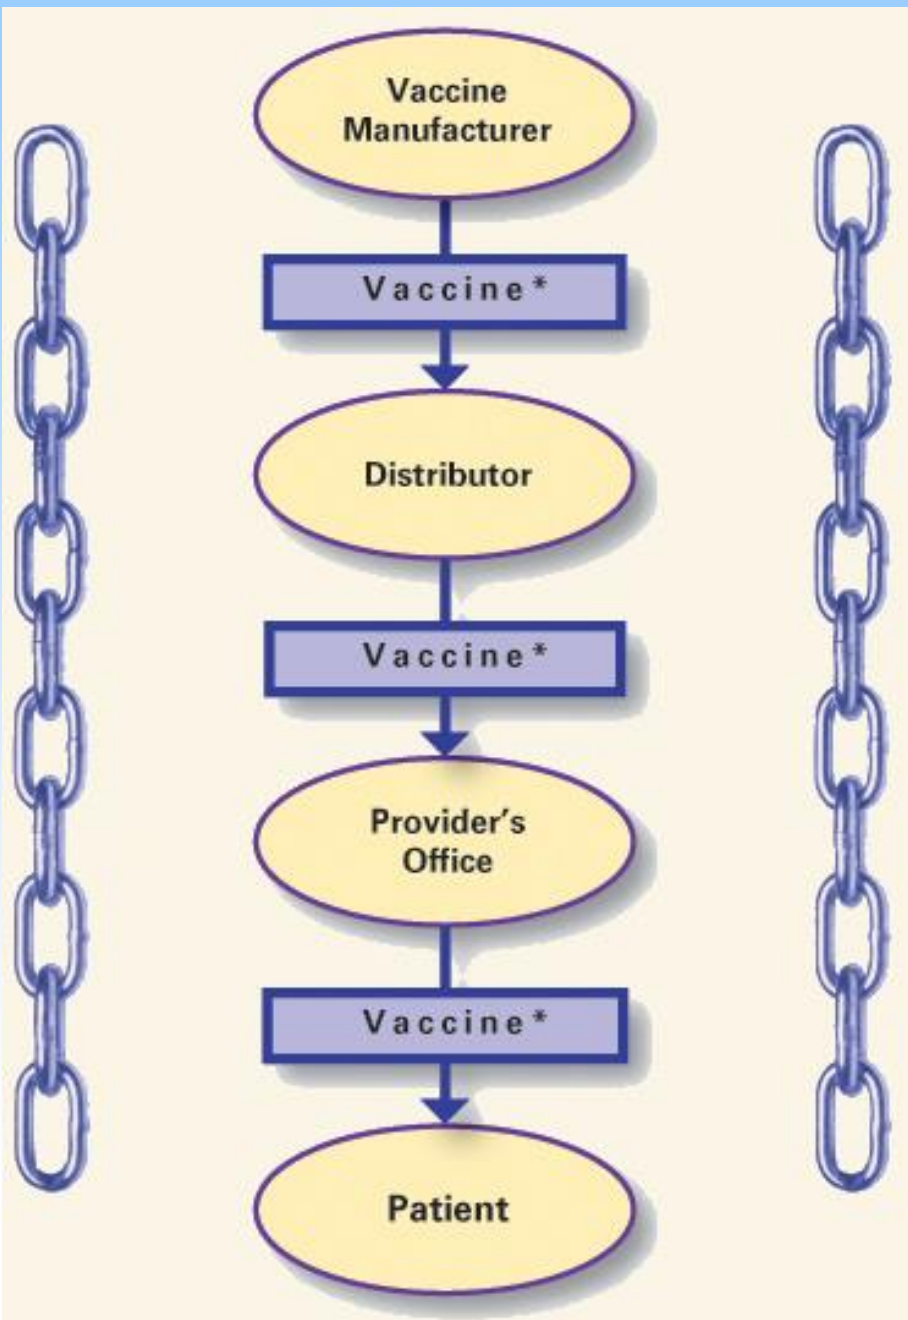 Vaccine
Manufacturer
Vaccine*
Distributor
Vaccine*
Provider’s
Office
Vaccine*
Patient